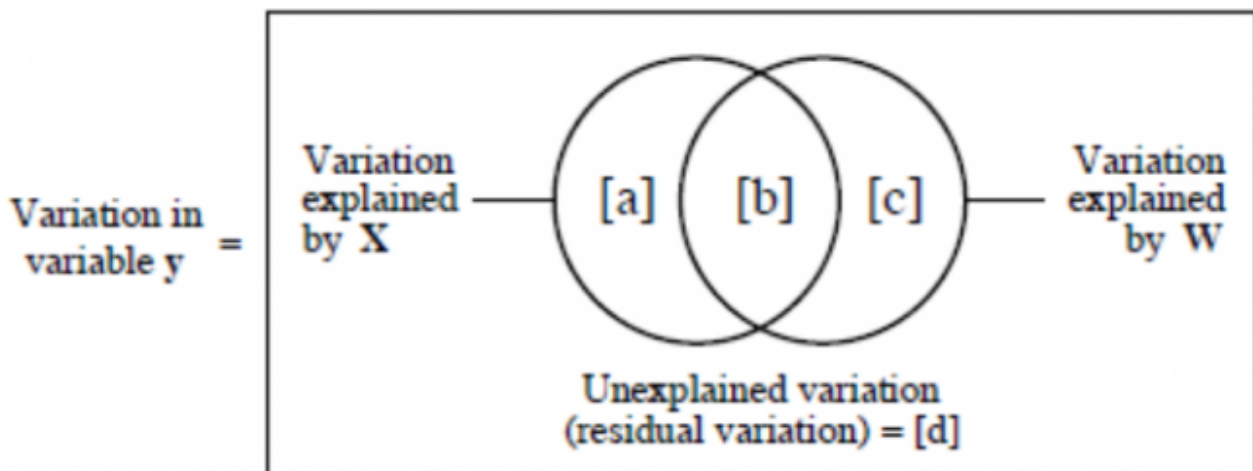 Variation in
variable y
=
Variation
explained
by X
[a]
[b]
[c]
Variation
explained
by W
Unexplained variation
(residual variation) = [d]